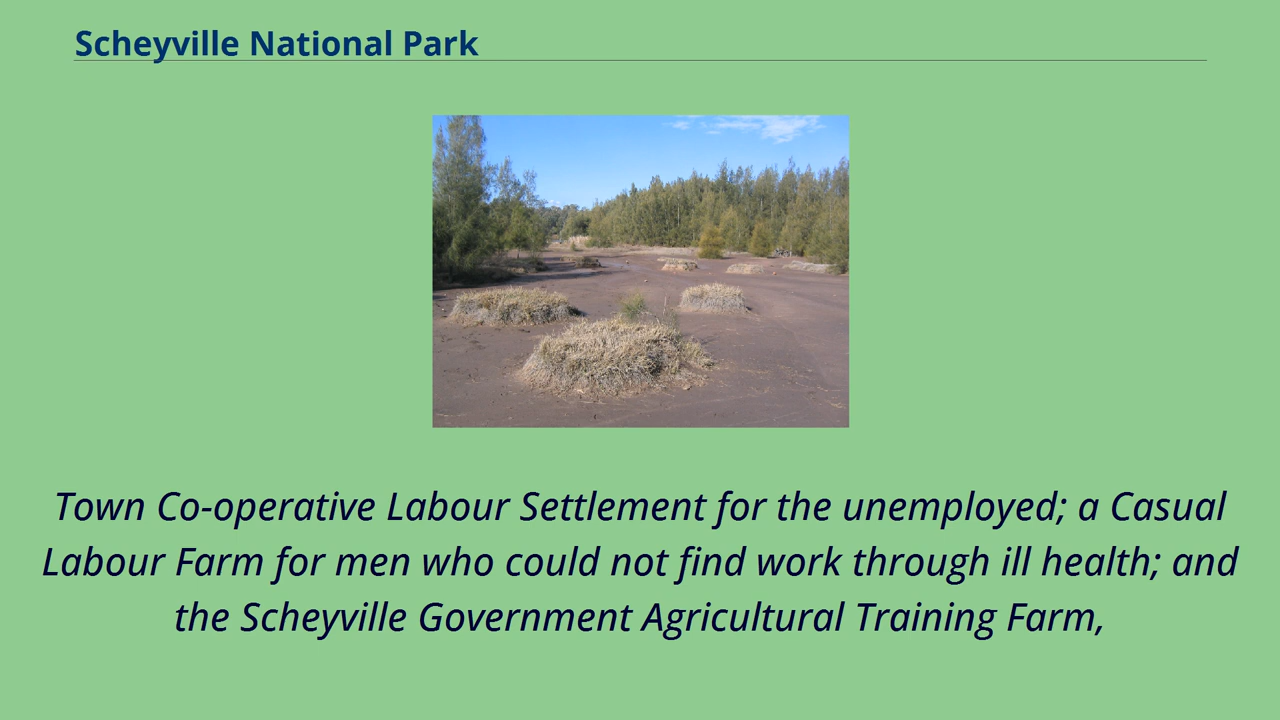 Scheyville National Park
Town Co-operative Labour Settlement for the unemployed; a Casual
Labour Farm for men who could not find work through ill health; and
the Scheyville Government Agricultural Training Farm,